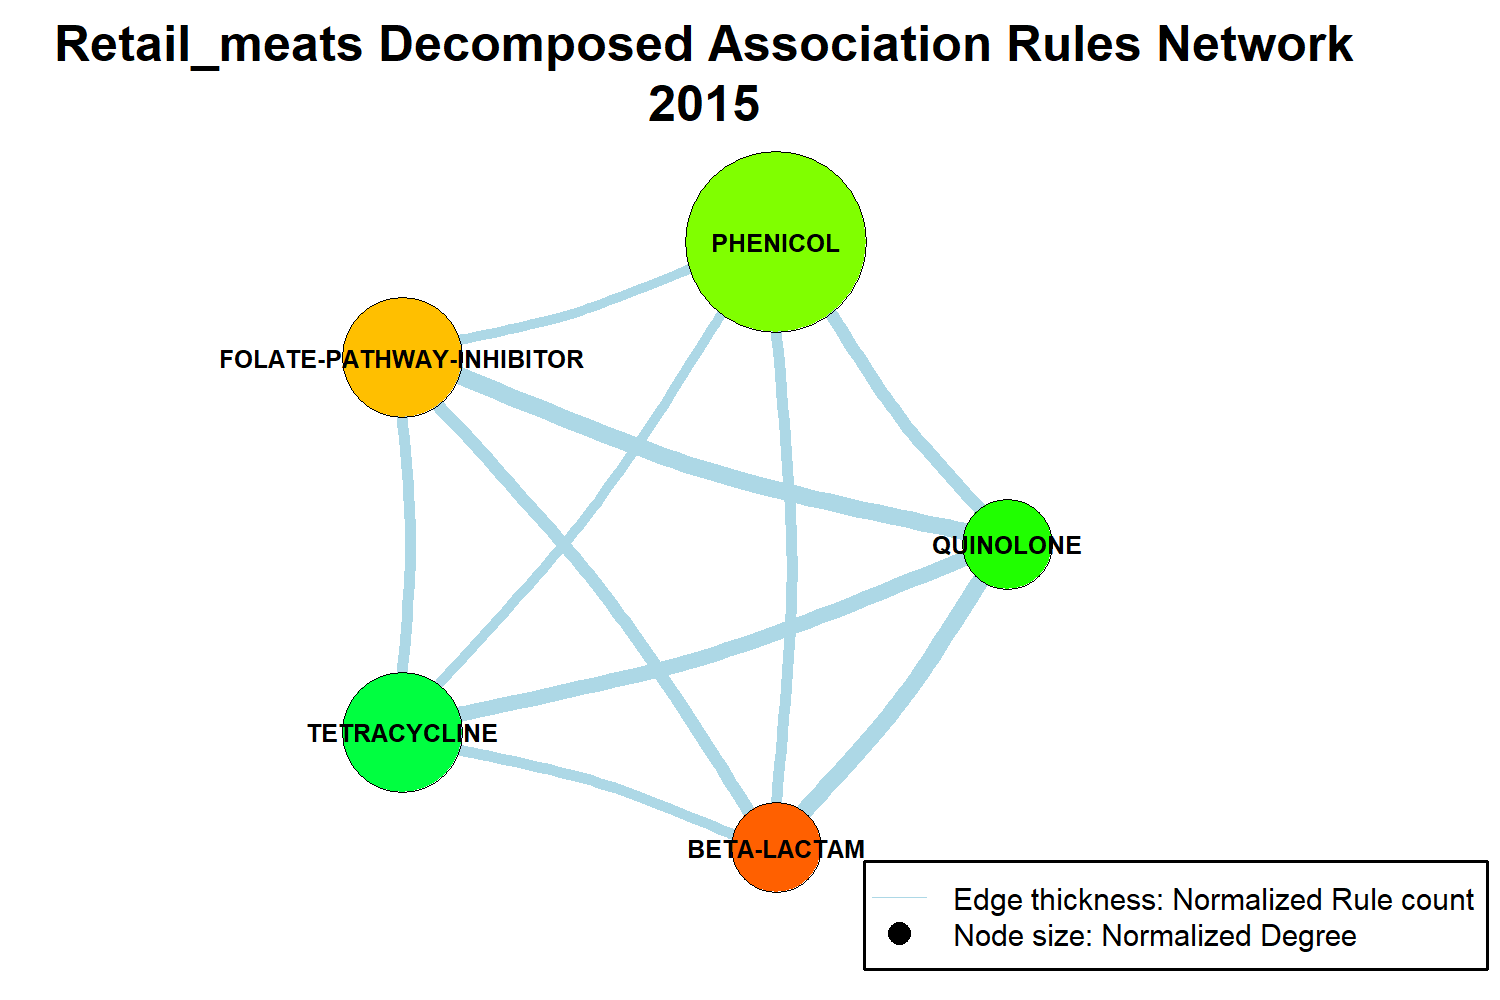 Retail_meats Decomposed Association Rules Network
2015
PHENICOL
FOLATE-PATHWAY-INHIBITOR
QUINOLONE
TETRACYCLINE
BETA-LACTAM
Edge thickness: Normalized Rule count
Node size: Normalized Degree